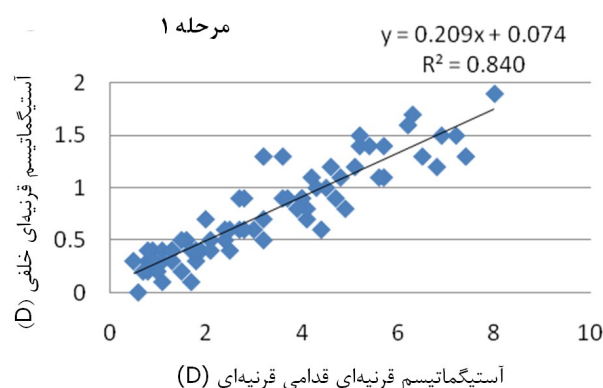 مرحله ۱
y = 0.209x + 0.074
R² = 0.840
آستیگماتیسم قرنیه‌ای خلفی (D)
2
1.5
1
0.5
0
0 2 4 6 8 10
آستیگماتیسم قرنیه‌ای قدامی قرنیه‌ای (D)